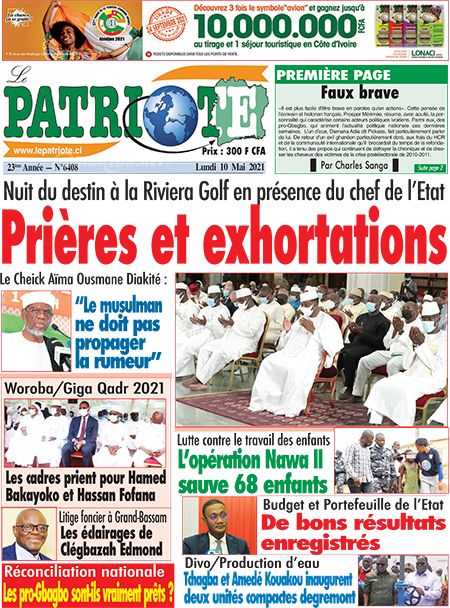 La chance,
Abidjan 2021
Découvrez 3 fois le symbole "avion" et gagnez jusqu'à
10.000.000 FCFA
au tirage et 1 séjour touristique en Côte d'Ivoire
TICKETS DISPONIBLES DANS TOUS LES POINTS DE VENTE
LONACI
Le
PATRIOTE
www.lepatriote.ci
Prix : 300 F CFA
23ème Année – N°6408
Lundi 10 Mai 2021
PREMIÈRE PAGE
Faux brave
«Il est plus facile d'être brave en paroles qu'en actions». Cette pensée de
l'écrivain et historien français, Prosper Mérimée, résume, avec acuité, la per-
sonnalité qui caractérise certains acteurs politiques ivoiriens. Parmi eux, des
pro-Gbagbo, qui animent l'actualité politique nationale ces dernières
semaines. L'un d'eux, Damana Adia dit Pickass, fait particulièrement parler
de lui. De retour d'un exil ghanéen particulièrement doré, aux frais du HCR
et de la communauté internationale qu'il brocardait du temps de la refonda-
tion, il a tenu des propos qui continuent de défrayer la chronique et de dres-
ser les cheveux des victimes de la crise postélectorale de 2010-2011.
Par Charles Sanga
Suite page 2
Nuit du destin à la Riviera Golf en présence du chef de l'Etat
Prières et exhortations
Le Cheick Aïma Ousmane Diakité :
"Le musulman
ne doit pas
propager
la rumeur"
Woroba/Giga Qadr 2021
Les cadres prient pour Hamed
Bakayoko et Hassan Fofana
Litige foncier à Grand-Bassam
Les éclairages de
Clégbazah Edmond
Réconciliation nationale
Les pro-Gbagbo sont-ils vraiment prêts ?
Lutte contre le travail des enfants
L'opération Nawa II
sauve 68 enfants
Budget et Portefeuille de l'Etat
De bons résultats
enregistrés
Divo/Production d'eau
Tchagba et Amedé Kouakou inaugurent
deux unités compactes degremont